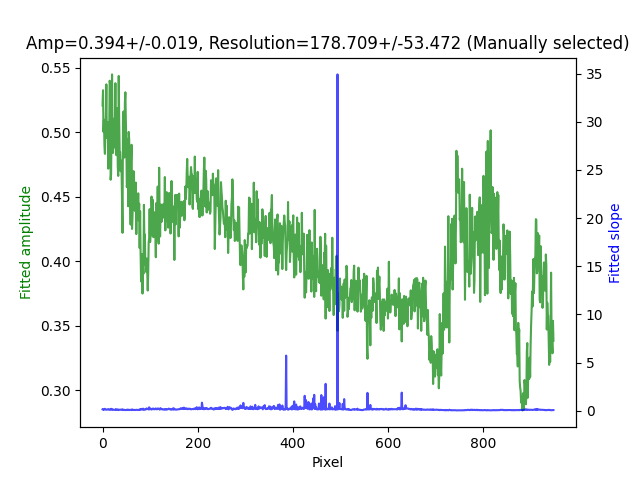 Amp=0.394+/-0.019, Resolution=178.709+/-53.472 (Manually selected)
0.55
0.50
0.45
0.40
0.35
0.30
Fitted amplitude
35
30
25
20
15
10
5
0
Fitted slope
0 200 400 600 800
Pixel